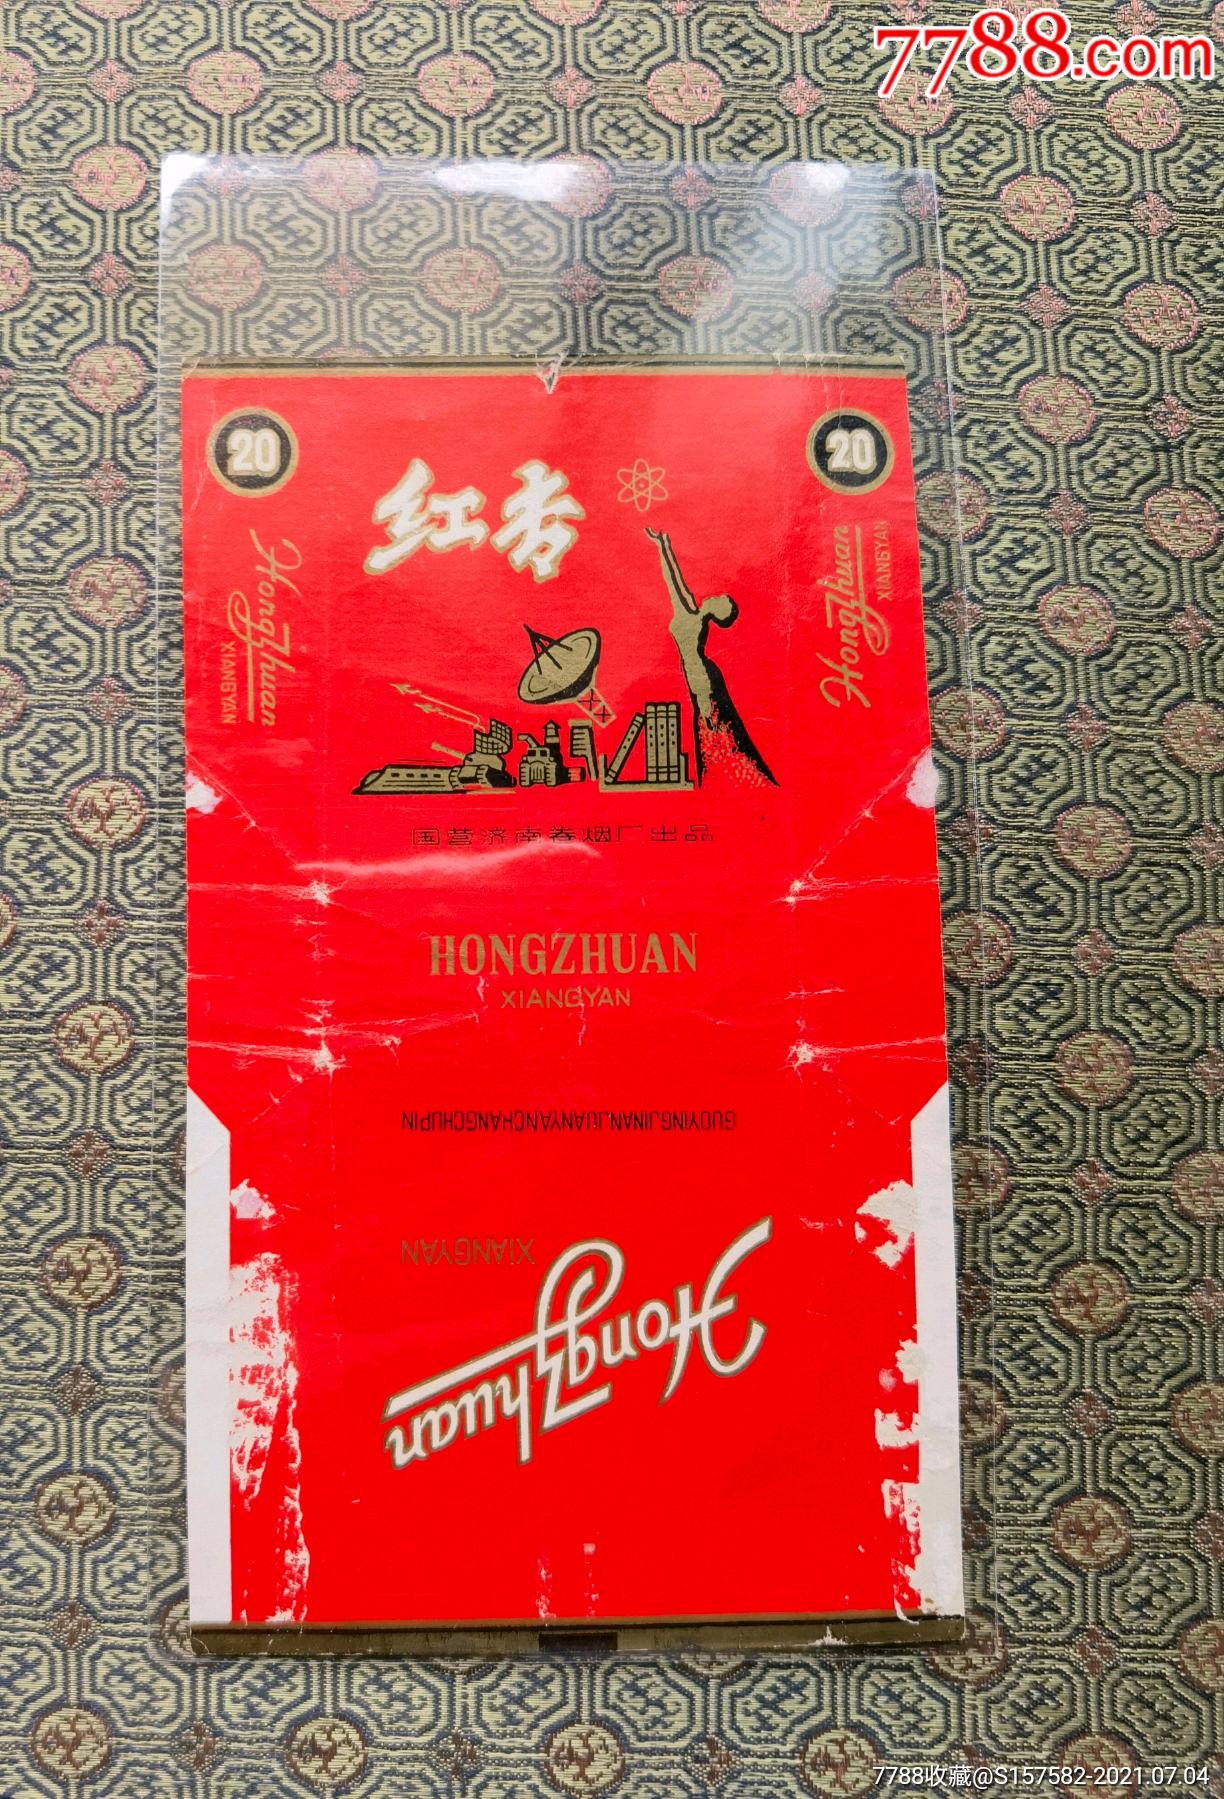 7788.com
20
20
红专
HongZhuan
XIANGYAN
HongZhuan
XIANGYAN
国营济南卷烟厂出品
HONGZHUAN
XIANGYAN
GUOYINGJINANJUANYANCHANGCHUPIN
XIANGYAN
HongZhuan
7788收藏@S157582-2021.07.04